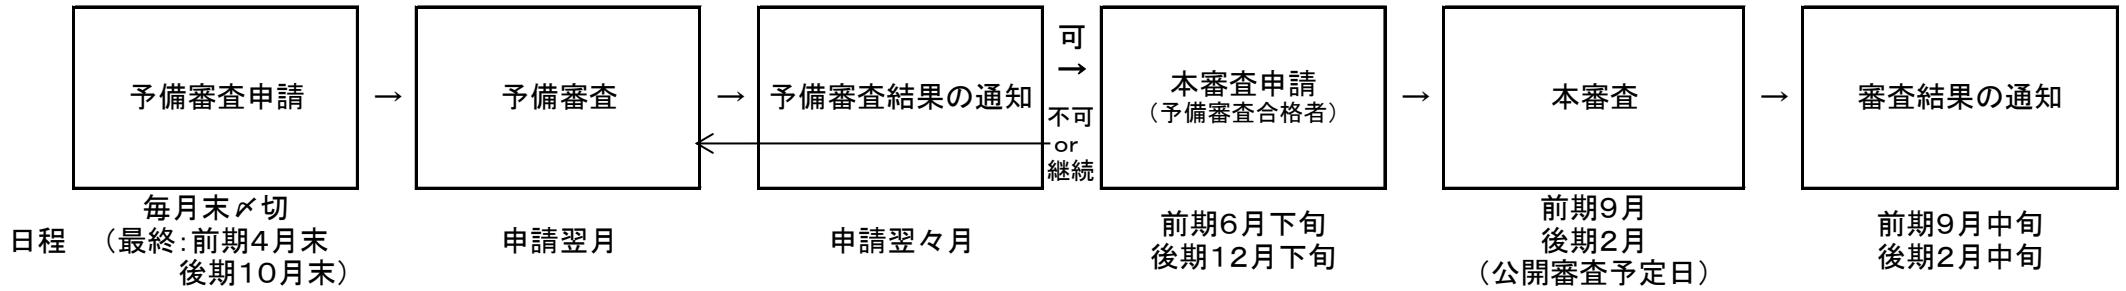 予備審査申請
→
予備審査
→
予備審査結果の通知
可
→
不可
or
継続
本審査申請
（予備審査合格者）
→
本審査
→
審査結果の通知
日程
毎月末〆切
（最終：前期4月末
後期10月末）
申請翌月
申請翌々月
前期6月下旬
後期12月下旬
前期9月
後期2月
（公開審査予定日）
前期9月中旬
後期2月中旬